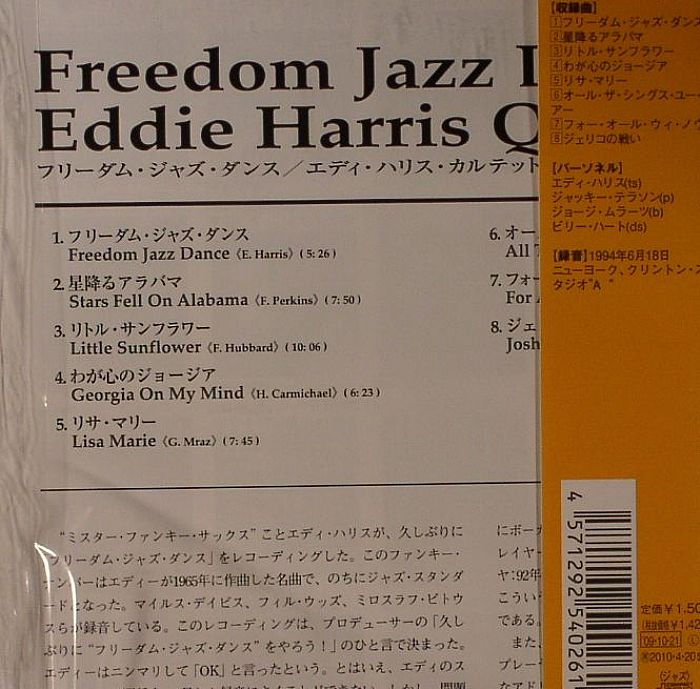 Freedom Jazz
Eddie Harris Q
フリーダム・ジャズ・ダンス／エディ・ハリス・カルテット
1. フリーダム・ジャズ・ダンス
Freedom Jazz Dance《E. Harris》( 5: 26 )
2. 星降るアラバマ
Stars Fell On Alabama《F. Perkins》( 7: 50 )
3. リトル・サンフラワー
Little Sunflower《F. Hubbard》( 10: 06 )
4. わが心のジョージア
Georgia On My Mind《H. Carmichael》( 6: 23 )
5. リサ・マリー
Lisa Marie《G. Mraz》( 7: 45 )
6. オー
All
7. フォ
For
8. ジェ
Josh
“ミスター・ファンキー・サックス”ことエディ・ハリスが、久しぶりに
「フリーダム・ジャズ・ダンス」をレコーディングした。このファンキー・
ナンバーはエディーが1965年に作曲した名曲で、のちにジャズ・スタンダ
ードとなった。マイルス・デイビス、フィル・ウッズ、ミロスラフ・ビトウ
スらが録音している。このレコーディングは、プロデューサーの「久し
ぶりに“フリーダム・ジャズ・ダンス”をやろう！」のひと言で決まった。
エディーはニンマリして「OK」と言ったという。とはいえ、エディのス
にボー
レイヤー
ヤ：92年
こうい
である。
また、
プレー
なアド
【収録曲】
1フリーダム・ジャズ・ダンス
2星降るアラバマ
3リトル・サンフラワー
4わが心のジョージア
5リサ・マリー
6オール・ザ・シングス・ユー・
アー
7フォー・オール・ウィ・ノウ
8ジェリコの戦い
【パーソネル】
エディ・ハリス(ts)
ジャッキー・テラソン(p)
ジョージ・ムラーツ(b)
ビリー・ハート(ds)
【録音】1994年6月18日
ニューヨーク、クリントン・ス
タジオ"A "
4 571292 540261
定価￥1,50
(税抜価格￥1,42
'09・10・21 Ⓛ
Ⓡ2010・4・20
(ジャズ)